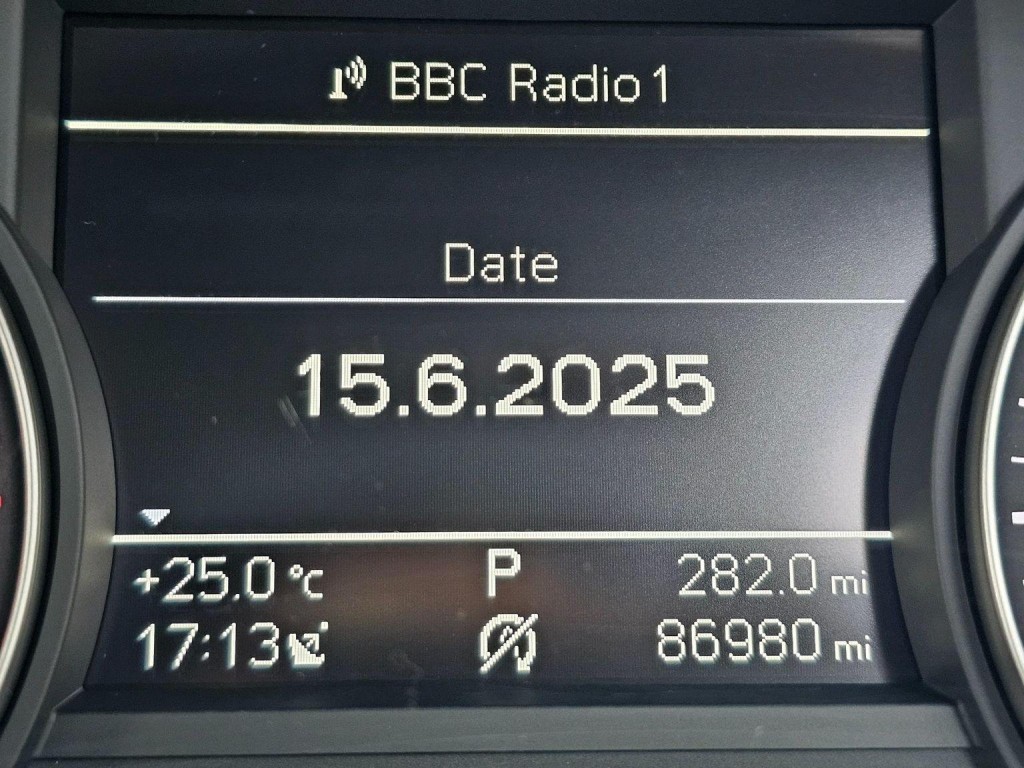 BBC Radio 1
Date
15.6.2025
+25.0 °C P 282.0 mi
17:13 86980 mi